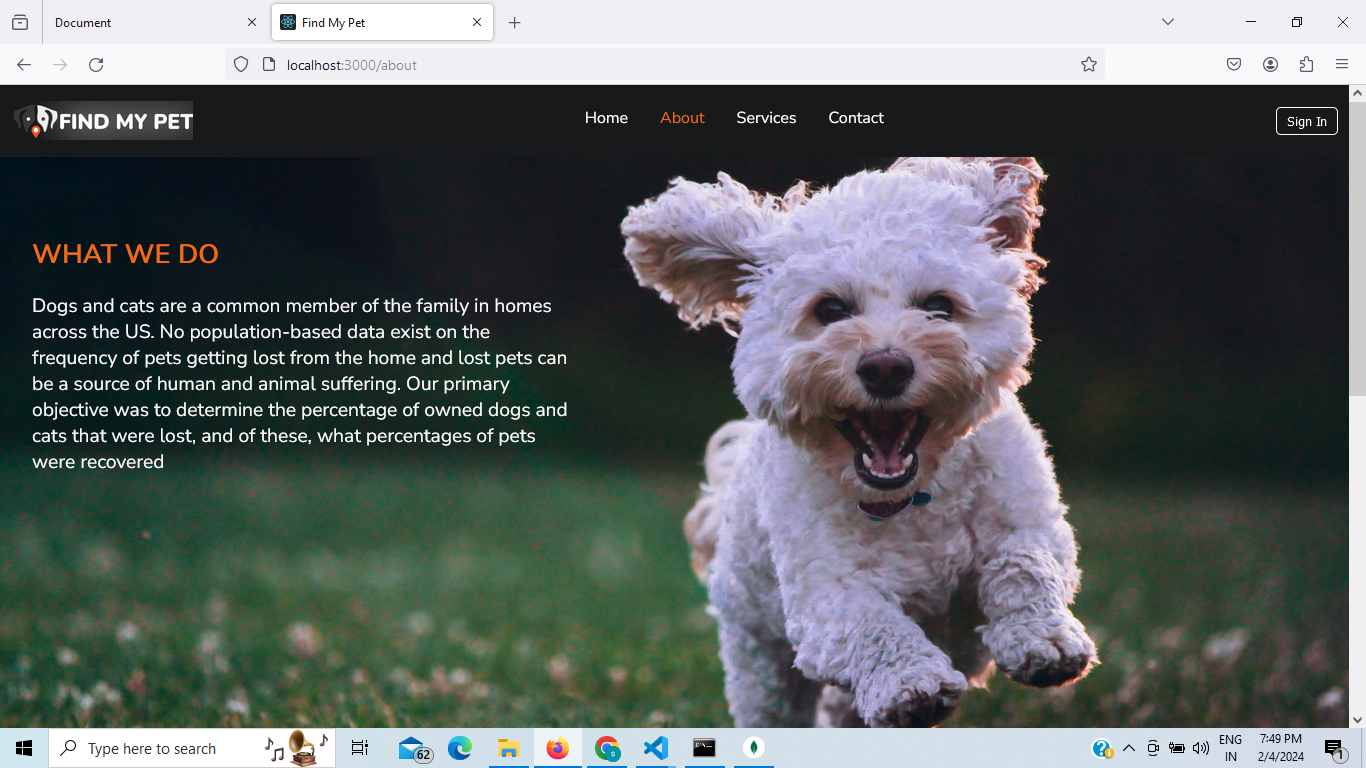 Document
Find My Pet
localhost:3000/about
FIND MY PET
Home
About
Services
Contact
Sign In
WHAT WE DO
Dogs and cats are a common member of the family in homes
across the US. No population-based data exist on the
frequency of pets getting lost from the home and lost pets can
be a source of human and animal suffering. Our primary
objective was to determine the percentage of owned dogs and
cats that were lost, and of these, what percentages of pets
were recovered
Type here to search
62
S
ENG
IN
7:49 PM
2/4/2024
1